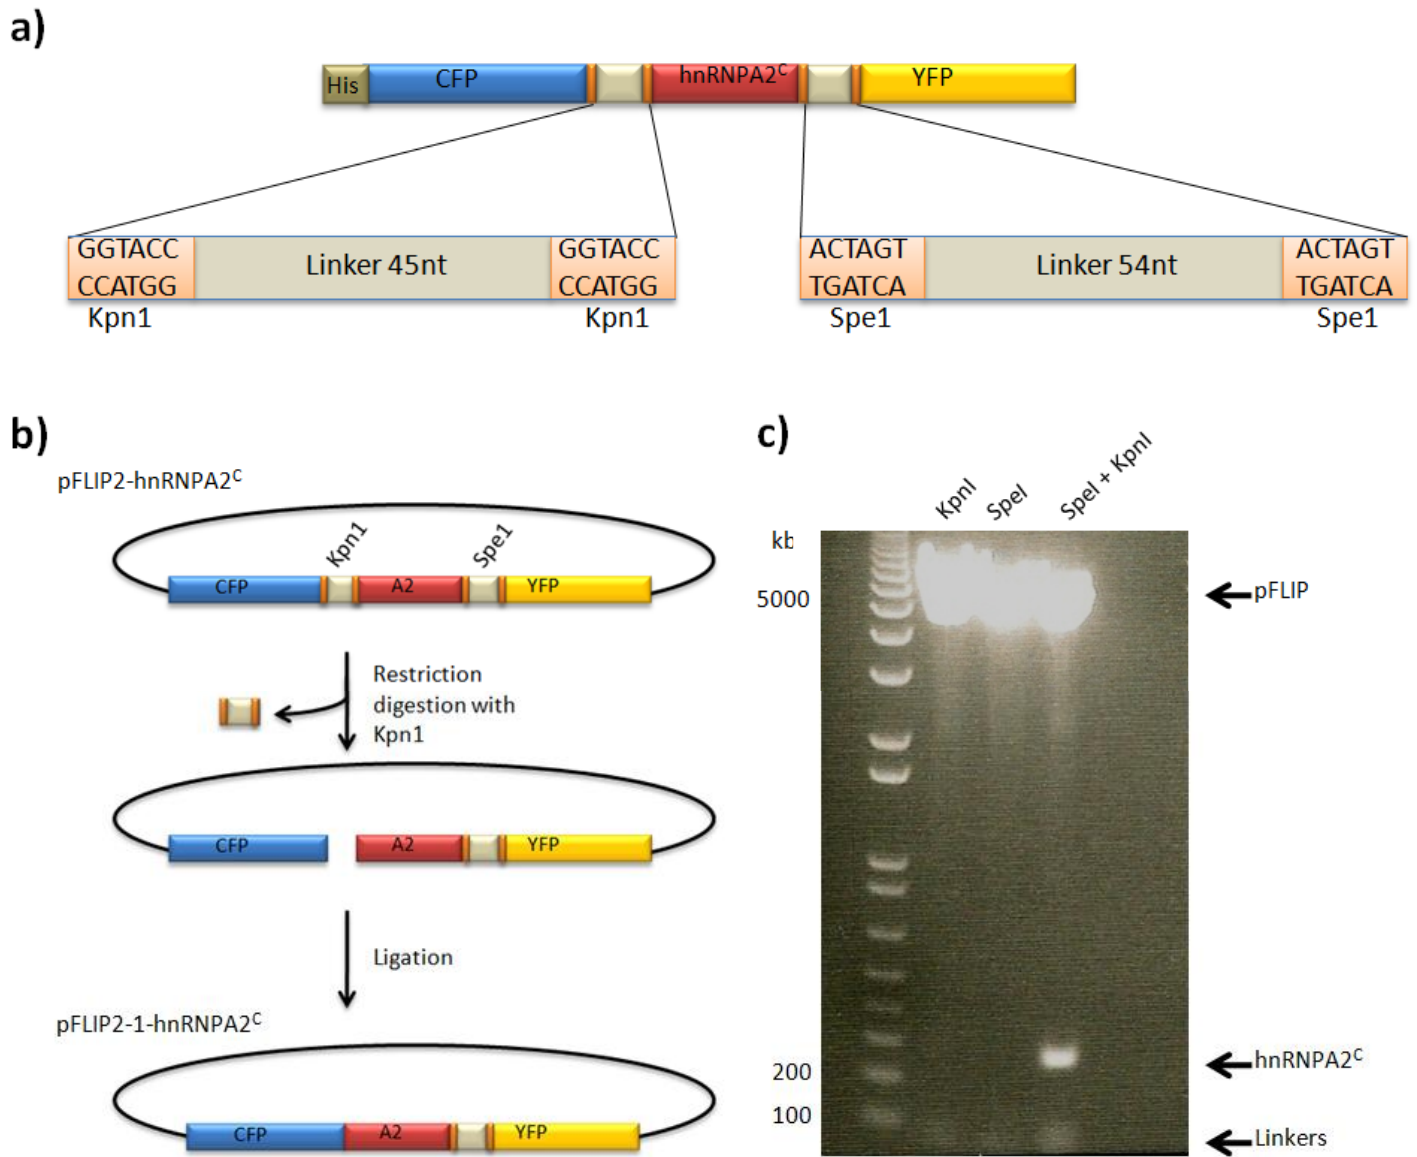 a)
His
CFP
hnRNPA2C
YFP
GGTACC
CCATGG
Kpn1
Linker 45nt
GGTACC
CCATGG
Kpn1
ACTAGT
TGATCA
Spe1
Linker 54nt
ACTAGT
TGATCA
Spe1
b)
pFLIP2-hnRNPA2C
Kpn1
Spe1
CFP
A2
YFP
Restriction
digestion with
Kpn1
CFP
A2
YFP
Ligation
pFLIP2-1-hnRNPA2C
CFP
A2
YFP
c)
KpnI
SpeI
SpeI + KpnI
kb
5000
pFLIP
200
hnRNPA2C
100
Linkers